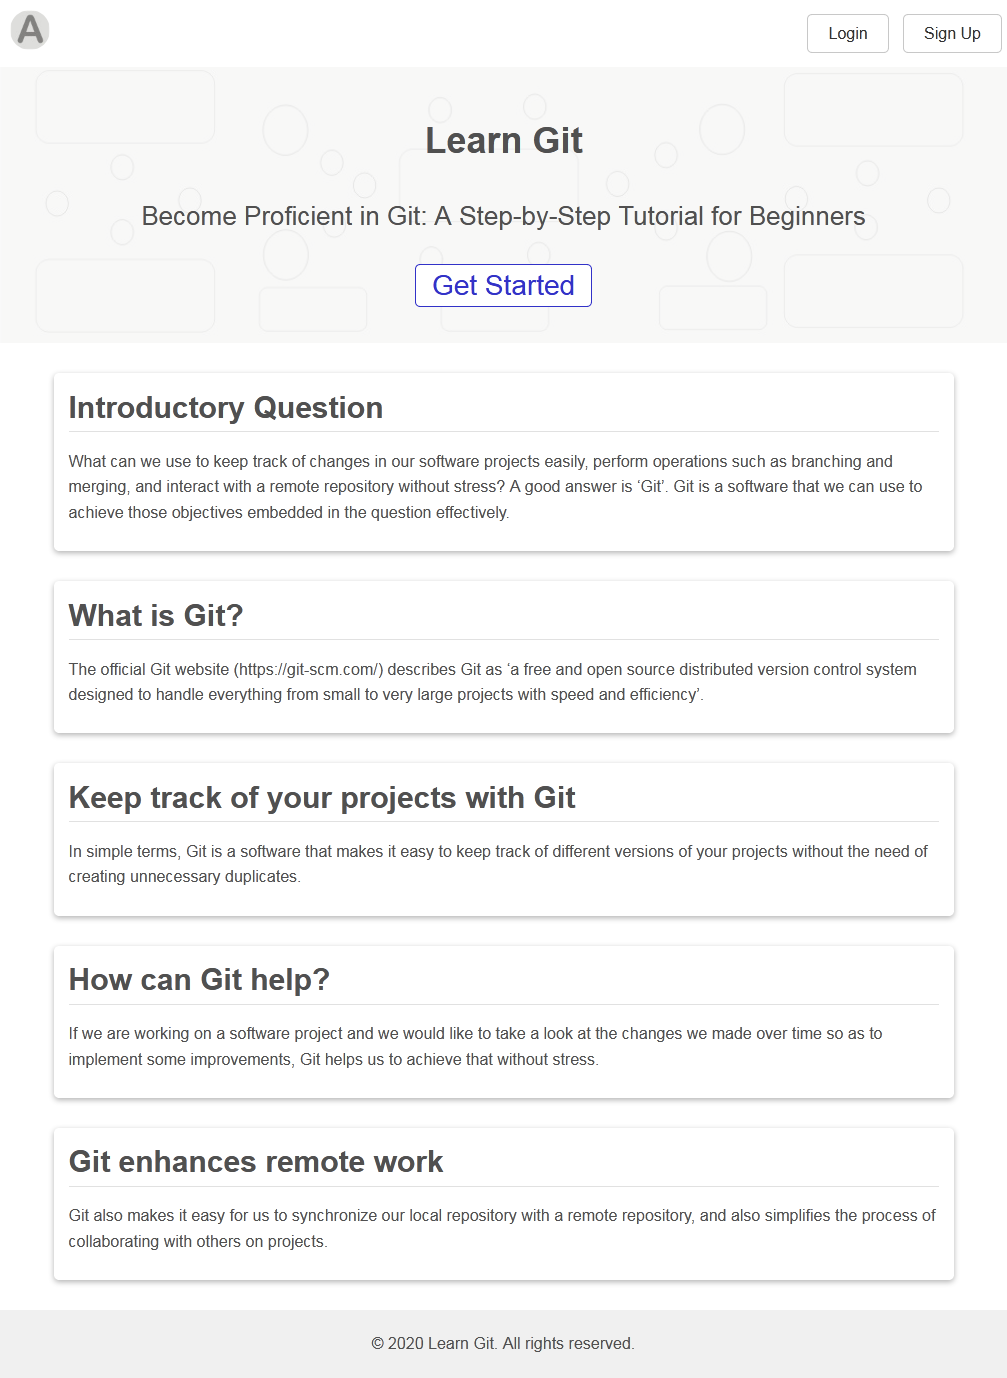 A
Login
Sign Up
Learn Git
Become Proficient in Git: A Step-by-Step Tutorial for Beginners
Get Started
Introductory Question
What can we use to keep track of changes in our software projects easily, perform operations such as branching and
merging, and interact with a remote repository without stress? A good answer is ‘Git’. Git is a software that we can use to
achieve those objectives embedded in the question effectively.
What is Git?
The official Git website (https://git-scm.com/) describes Git as ‘a free and open source distributed version control system
designed to handle everything from small to very large projects with speed and efficiency’.
Keep track of your projects with Git
In simple terms, Git is a software that makes it easy to keep track of different versions of your projects without the need of
creating unnecessary duplicates.
How can Git help?
If we are working on a software project and we would like to take a look at the changes we made over time so as to
implement some improvements, Git helps us to achieve that without stress.
Git enhances remote work
Git also makes it easy for us to synchronize our local repository with a remote repository, and also simplifies the process of
collaborating with others on projects.
© 2020 Learn Git. All rights reserved.